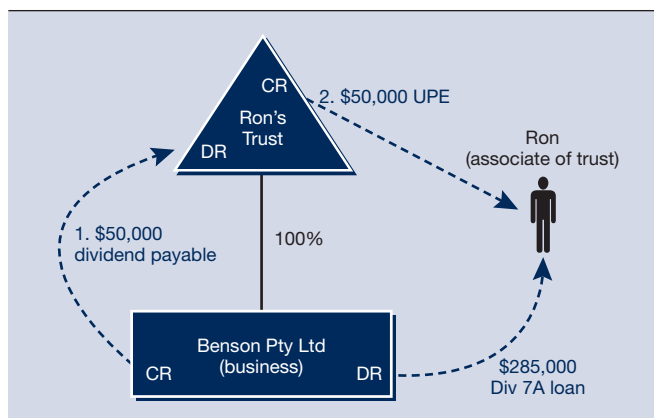 CR
2. $50,000 UPE
Ron's
Trust
DR
Ron
(associate of trust)
1. $50,000
dividend payable
100%
Benson Pty Ltd
(business)
CR
DR
$285,000
Div 7A loan